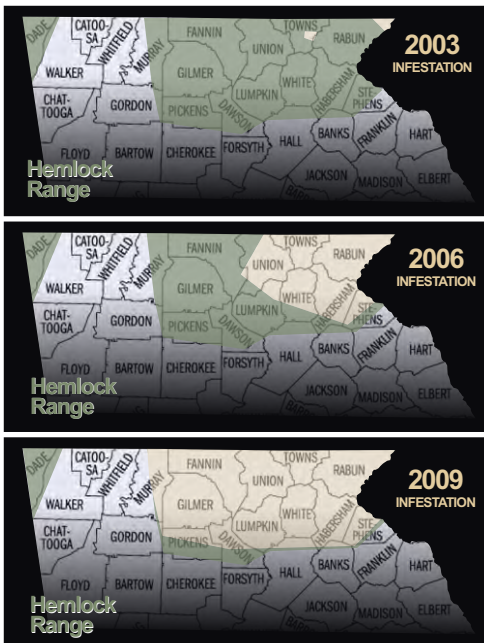 DADE
CATOO-
SA
WHITFIELD
MURRAY
FANNIN
TOWNS
UNION
RABUN
WALKER
GILMER
WHITE
HABERSHAM
LUMPKIN
STE-
PHENS
CHAT-
TOOGA
GORDON
PICKENS
DAWSON
BANKS
FRANKLIN
HART
FLOYD
BARTOW
CHEROKEE
FORSYTH
HALL
JACKSON
MADISON
ELBERT
2003
INFESTATION
Hemlock
Range
DADE
CATOO-
SA
WHITFIELD
MURRAY
FANNIN
TOWNS
UNION
RABUN
WALKER
GILMER
WHITE
HABERSHAM
LUMPKIN
STE-
PHENS
CHAT-
TOOGA
GORDON
PICKENS
DAWSON
BANKS
FRANKLIN
HART
FLOYD
BARTOW
CHEROKEE
FORSYTH
HALL
JACKSON
MADISON
ELBERT
2006
INFESTATION
Hemlock
Range
DADE
CATOO-
SA
WHITFIELD
MURRAY
FANNIN
TOWNS
UNION
RABUN
WALKER
GILMER
WHITE
HABERSHAM
LUMPKIN
STE-
PHENS
CHAT-
TOOGA
GORDON
PICKENS
DAWSON
BANKS
FRANKLIN
HART
FLOYD
BARTOW
CHEROKEE
FORSYTH
HALL
JACKSON
MADISON
ELBERT
2009
INFESTATION
Hemlock
Range